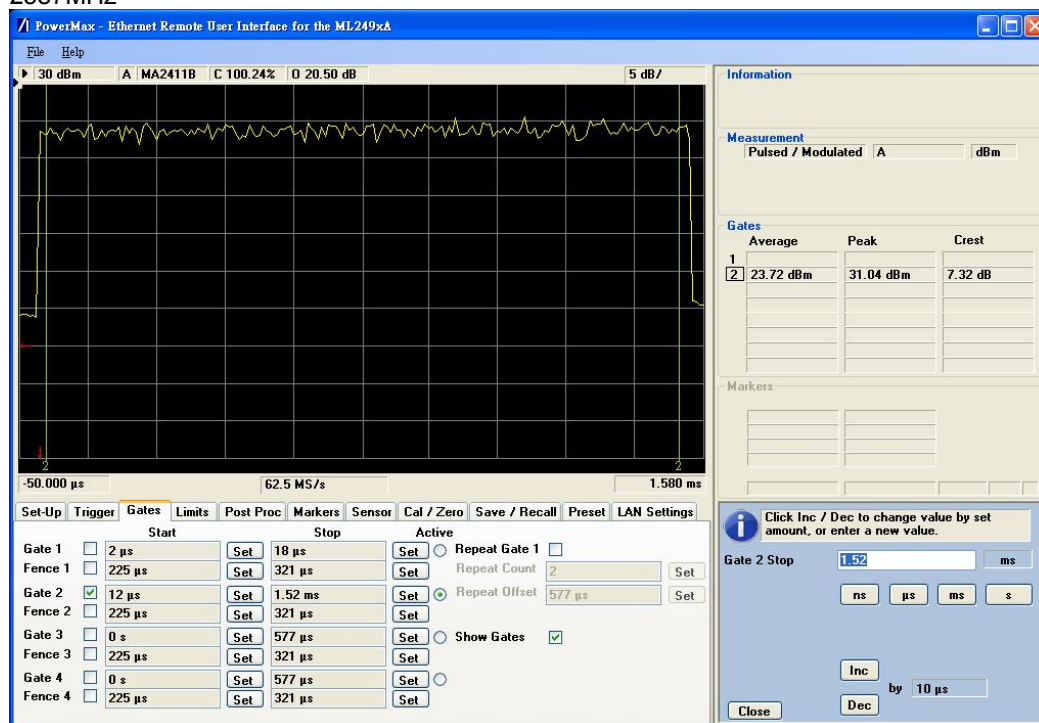 PowerMax - Ethernet Remote User Interface for the ML249xA
File Help
30 dBm A MA2411B C 100.24% O 20.50 dB 5 dB/
2 2
-50.000 µs 62.5 MS/s 1.580 ms
Set-Up Trigger Gates Limits Post Proc Markers Sensor Cal / Zero Save / Recall Preset LAN Settings
Start Stop Active
Gate 1 2 µs Set 18 µs Set Repeat Gate 1
Fence 1 225 µs Set 321 µs Set Repeat Count 2 Set
Gate 2 12 µs Set 1.52 ms Set Repeat Offset 577 µs Set
Fence 2 225 µs Set 321 µs Set
Gate 3 0 s Set 577 µs Set Show Gates
Fence 3 225 µs Set 321 µs Set
Gate 4 0 s Set 577 µs Set
Fence 4 225 µs Set 321 µs Set
Information
Measurement
Pulsed / Modulated A dBm
Gates
Average Peak Crest
1
2 23.72 dBm 31.04 dBm 7.32 dB
Markers
Click Inc / Dec to change value by set
amount, or enter a new value.
Gate 2 Stop 1.52 ms
ns µs ms s
Inc
by 10 µs
Close Dec